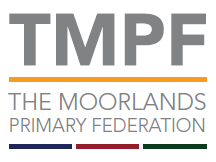 TMPF
THE MOORLANDS
PRIMARY FEDERATION